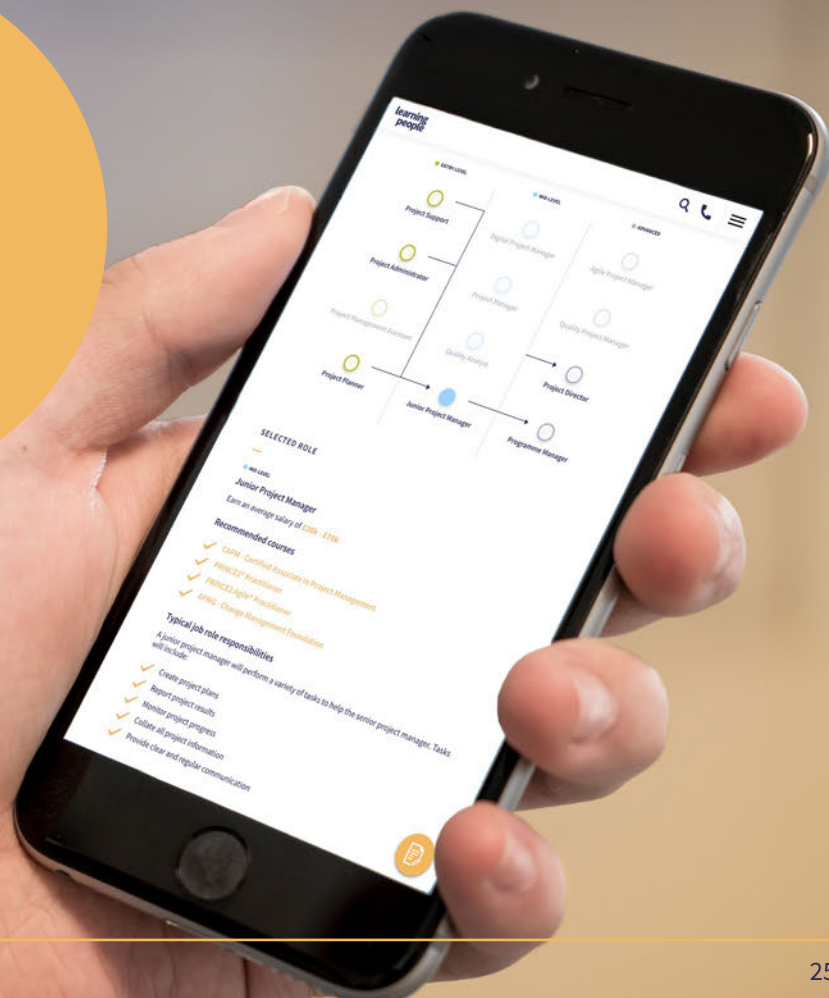 learning
people
ENTRY-LEVEL
MID-LEVEL
ADVANCED
Project Support
Digital Project Manager
Agile Project Manager
Project Administrator
Project Manager
Quality Project Manager
Project Management Assistant
Quality Analyst
Project Director
Project Planner
Junior Project Manager
Programme Manager
SELECTED ROLE
MID-LEVEL
Junior Project Manager
Earn an average salary of £30k - £70k
Recommended courses
CAPM - Certified Associate in Project Management
PRINCE2® Practitioner
PRINCE2 Agile® Practitioner
APMG - Change Management Foundation
Typical job role responsibilities
A junior project manager will perform a variety of tasks to help the senior project manager. Tasks
will include:
Create project plans
Report project results
Monitor project progress
Collate all project information
Provide clear and regular communication
25